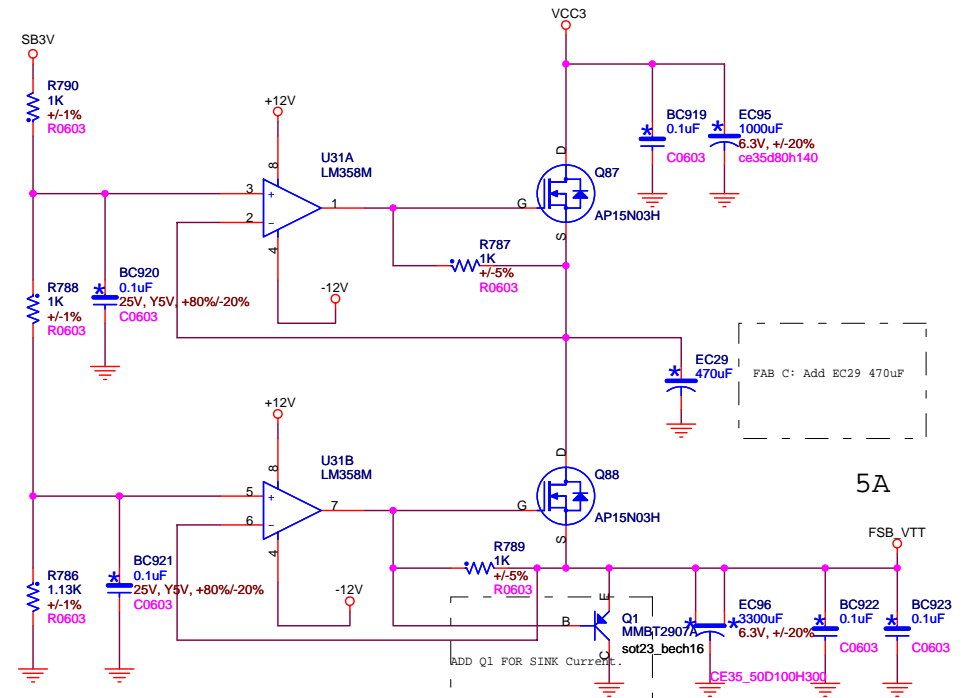 VCC3
SB3V
R790
1K
+/-1%
R0603
+12V
8
U31A
LM358M
3
+
1
2
-
4
-12V
D
Q87
G
AP15N03H
S
BC919
0.1uF
C0603
EC95
1000uF
6.3V, +/-20%
ce35d80h140
R787
1K
+/-5%
R0603
BC920
0.1uF
25V, Y5V, +80%/-20%
C0603
R788
1K
+/-1%
R0603
EC29
470uF
FAB C: Add EC29 470uF
+12V
8
U31B
LM358M
5
+
7
6
-
4
-12V
D
Q88
G
AP15N03H
S
5A
FSB_VTT
R789
1K
+/-5%
R0603
BC921
0.1uF
25V, Y5V, +80%/-20%
C0603
R786
1.13K
+/-1%
R0603
E
B
C
Q1
MMBT2907A
sot23_bech16
ADD Q1 FOR SINK Current.
EC96
3300uF
6.3V, +/-20%
CE35_50D100H300
BC922
0.1uF
C0603
BC923
0.1uF
C0603